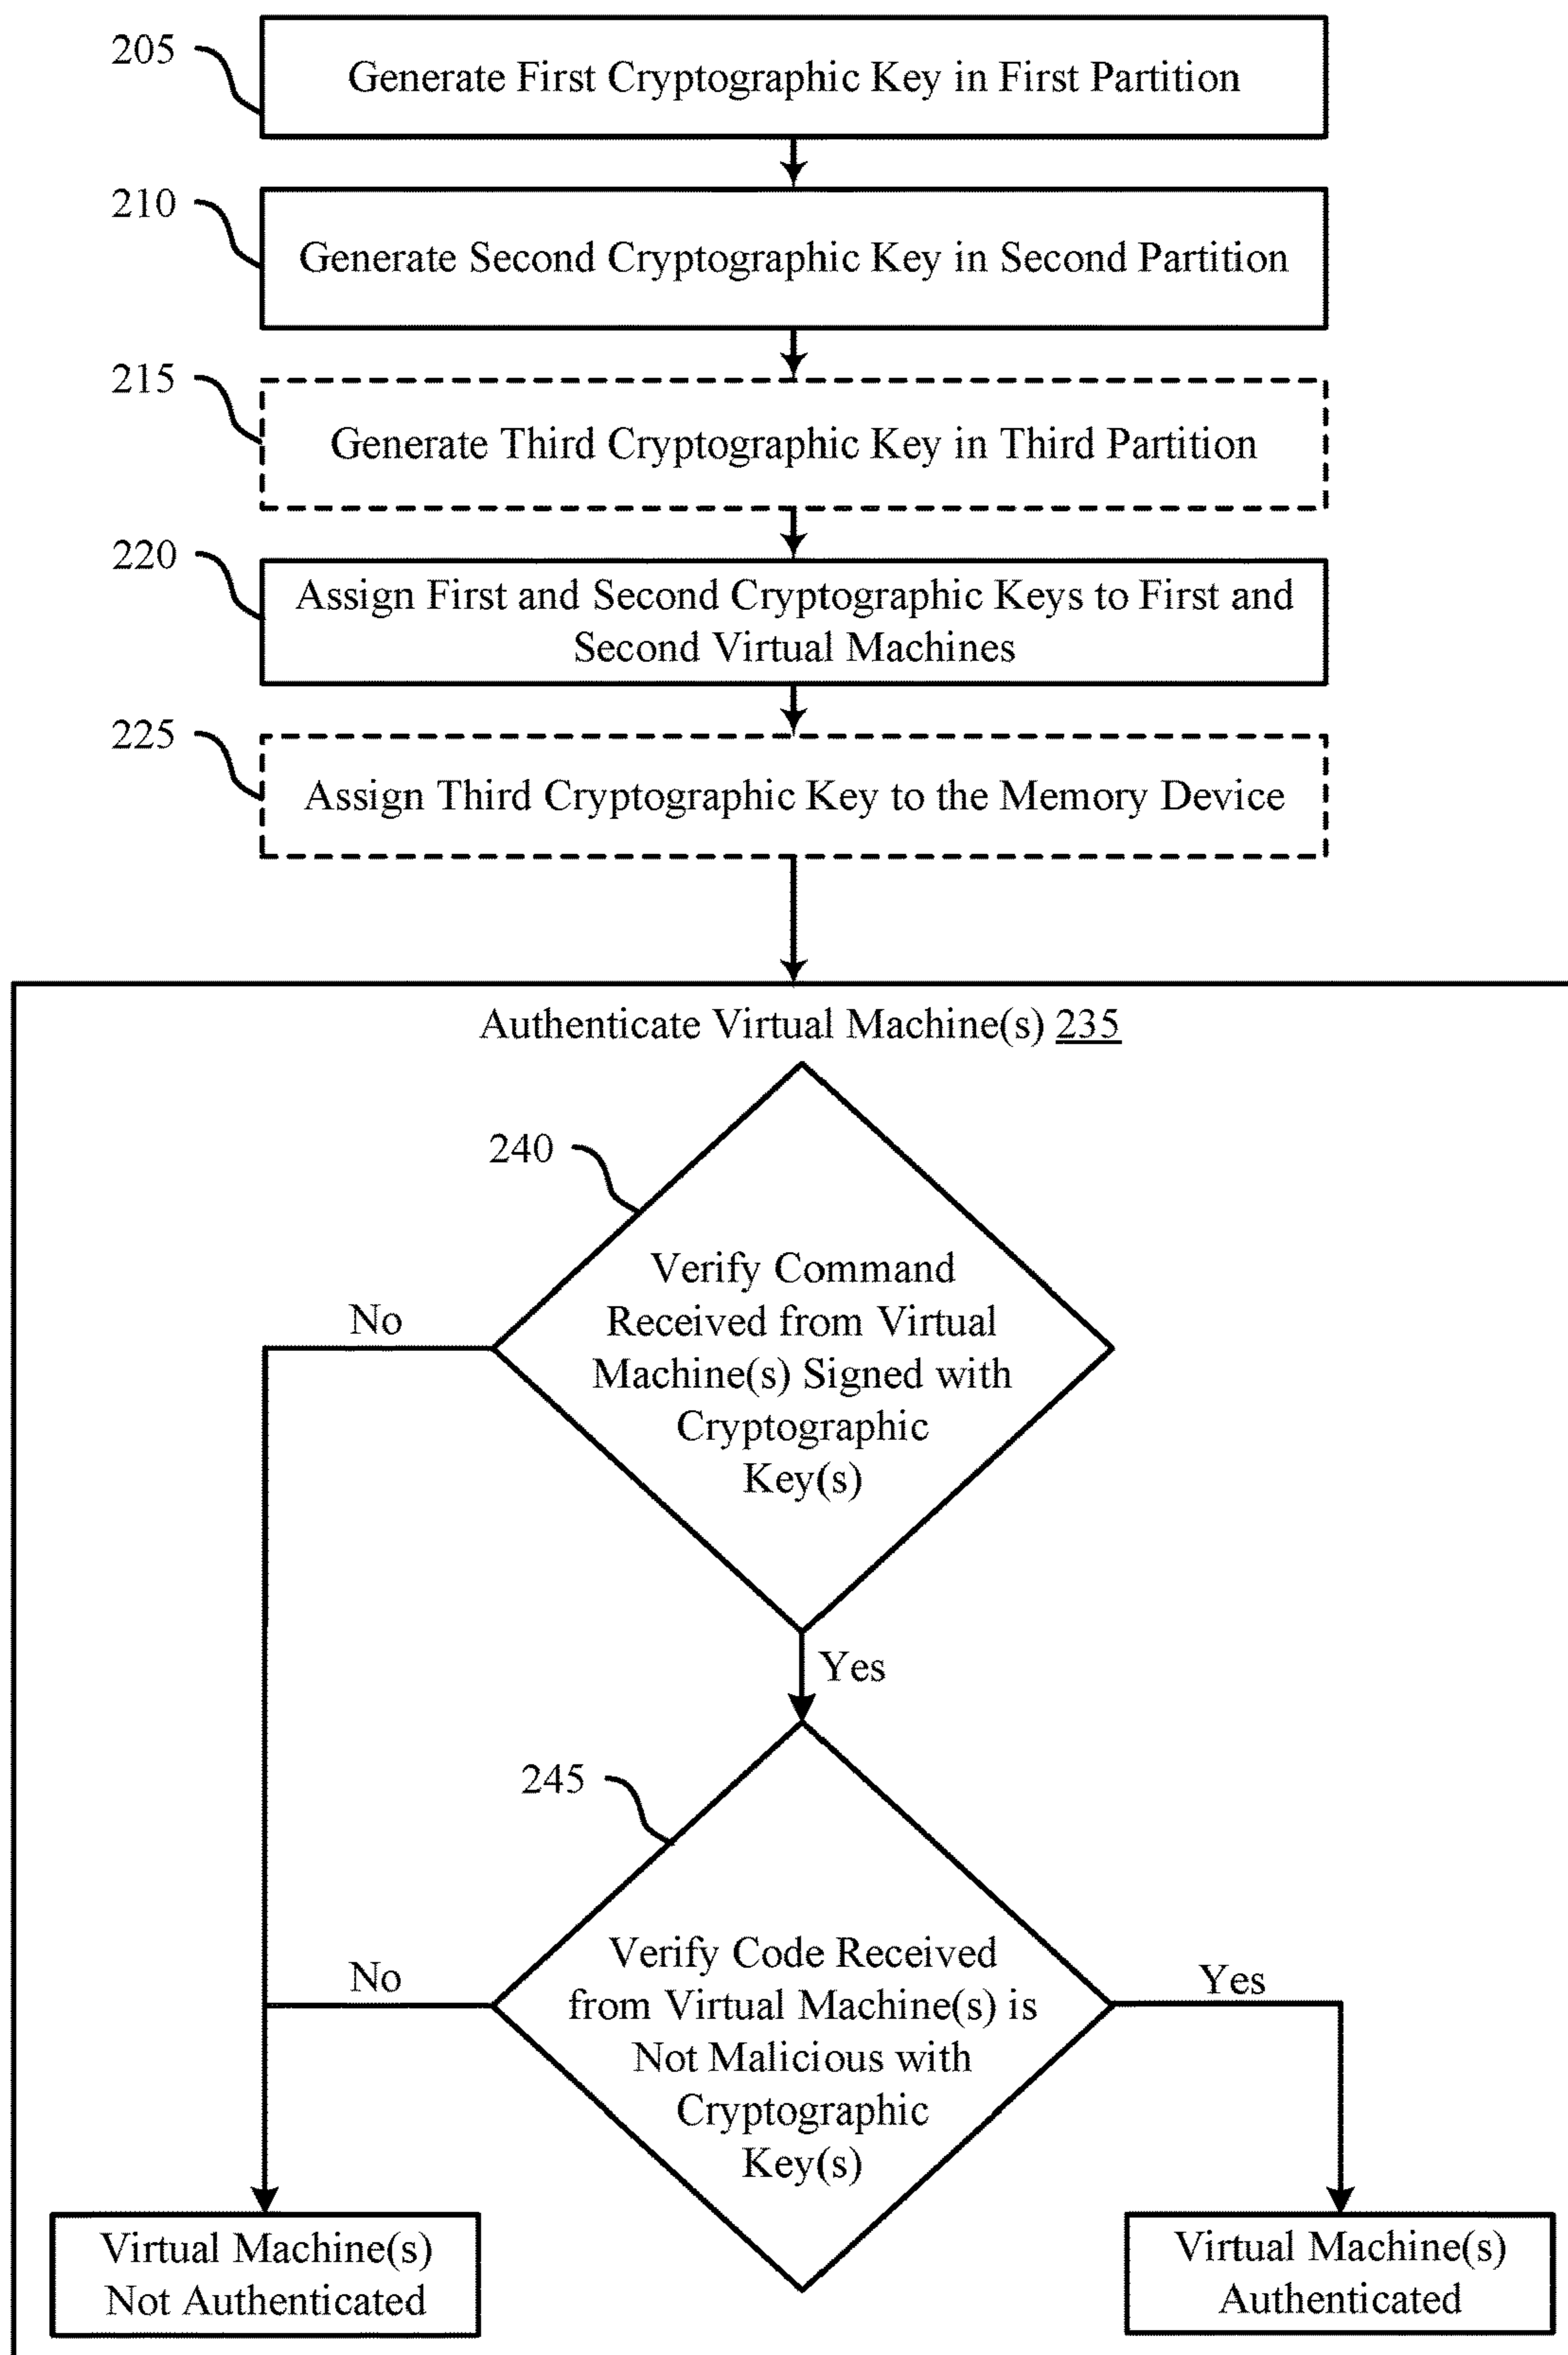 205
Generate First Cryptographic Key in First Partition
210
Generate Second Cryptographic Key in Second Partition
215
Generate Third Cryptographic Key in Third Partition
220
Assign First and Second Cryptographic Keys to First and
Second Virtual Machines
225
Assign Third Cryptographic Key to the Memory Device
Authenticate Virtual Machine(s) 235
240
Verify Command
Received from Virtual
Machine(s) Signed with
Cryptographic
Key(s)
No
Yes
245
Verify Code Received
from Virtual Machine(s) is
Not Malicious with
Cryptographic
Key(s)
No
Yes
Virtual Machine(s)
Not Authenticated
Virtual Machine(s)
Authenticated